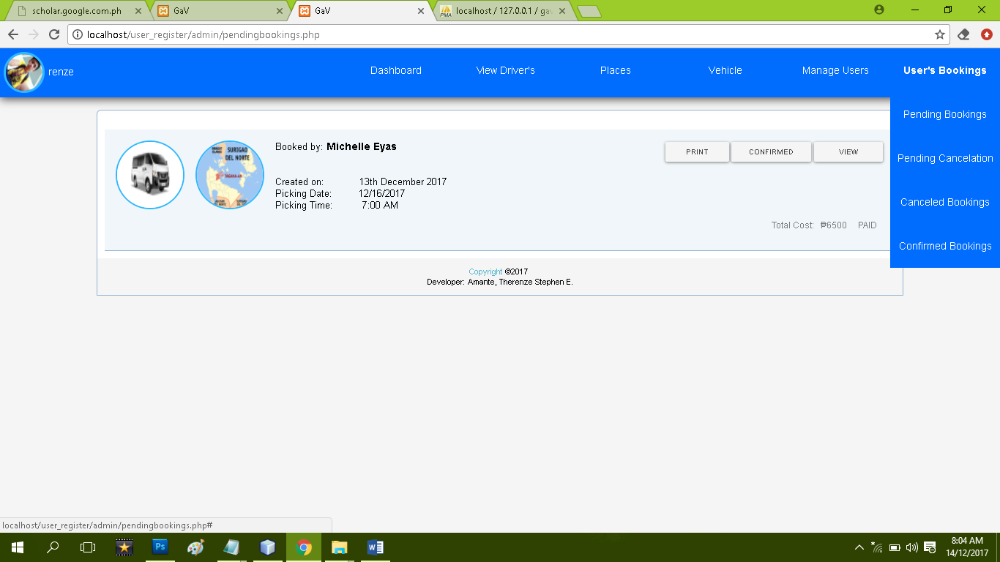 scholar.google.com.ph
GaV
GaV
localhost / 127.0.0.1 / gav
localhost/user_register/admin/pendingbookings.php
renze
Dashboard
View Driver's
Places
Vehicle
Manage Users
User's Bookings
Pending Bookings
Pending Cancelation
Canceled Bookings
Confirmed Bookings
SURIGAO
DEL NORTE
TAGANA-AN
Booked by: Michelle Eyas
PRINT
CONFIRMED
VIEW
Created on: 13th December 2017
Picking Date: 12/16/2017
Picking Time: 7:00 AM
Total Cost: ₱6500 PAID
Copyright ©2017
Developer: Amante, Therenze Stephen E.
localhost/user_register/admin/pendingbookings.php#
8:04 AM
14/12/2017